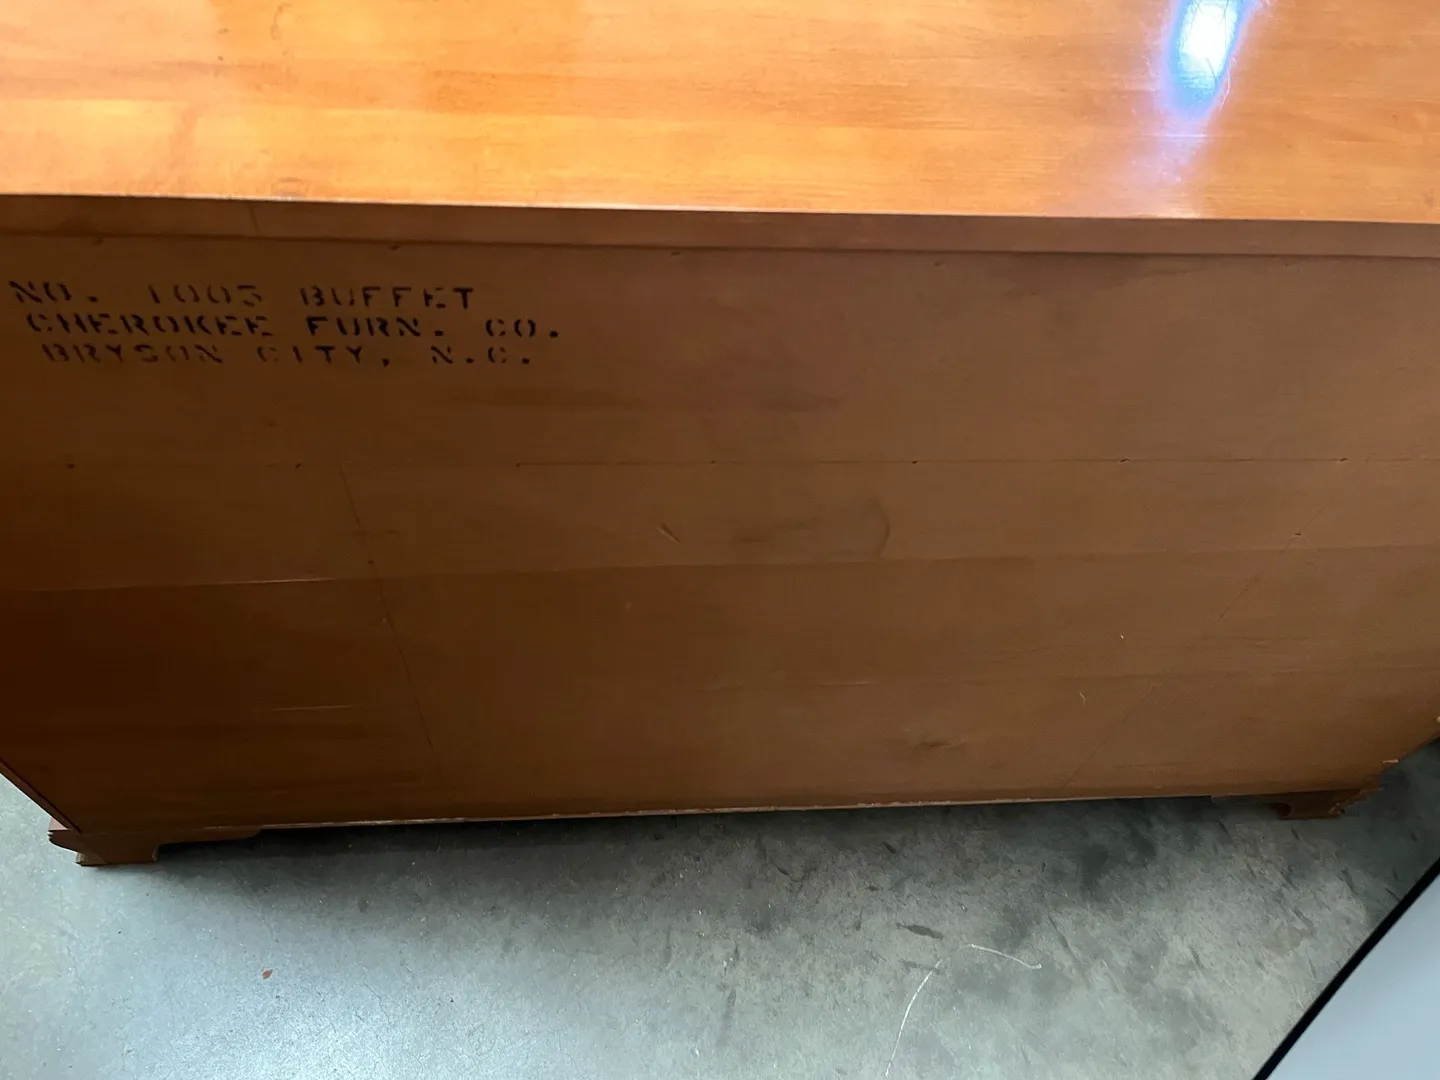 NO. 1003 BUFFET
CHEROKEE FURN. CO.
BRYSON CITY, N.C.